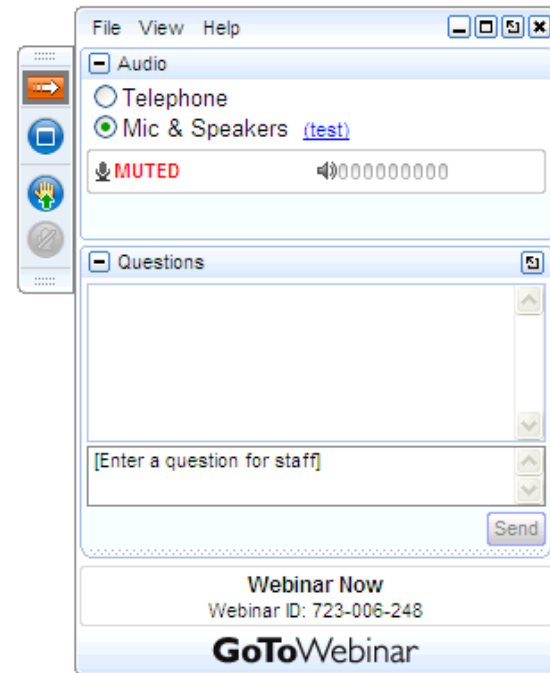 File View Help
Audio
Telephone
Mic & Speakers (test)
MUTED 000000000
Questions
[Enter a question for staff]
Send
Webinar Now
Webinar ID: 723-006-248
GoToWebinar